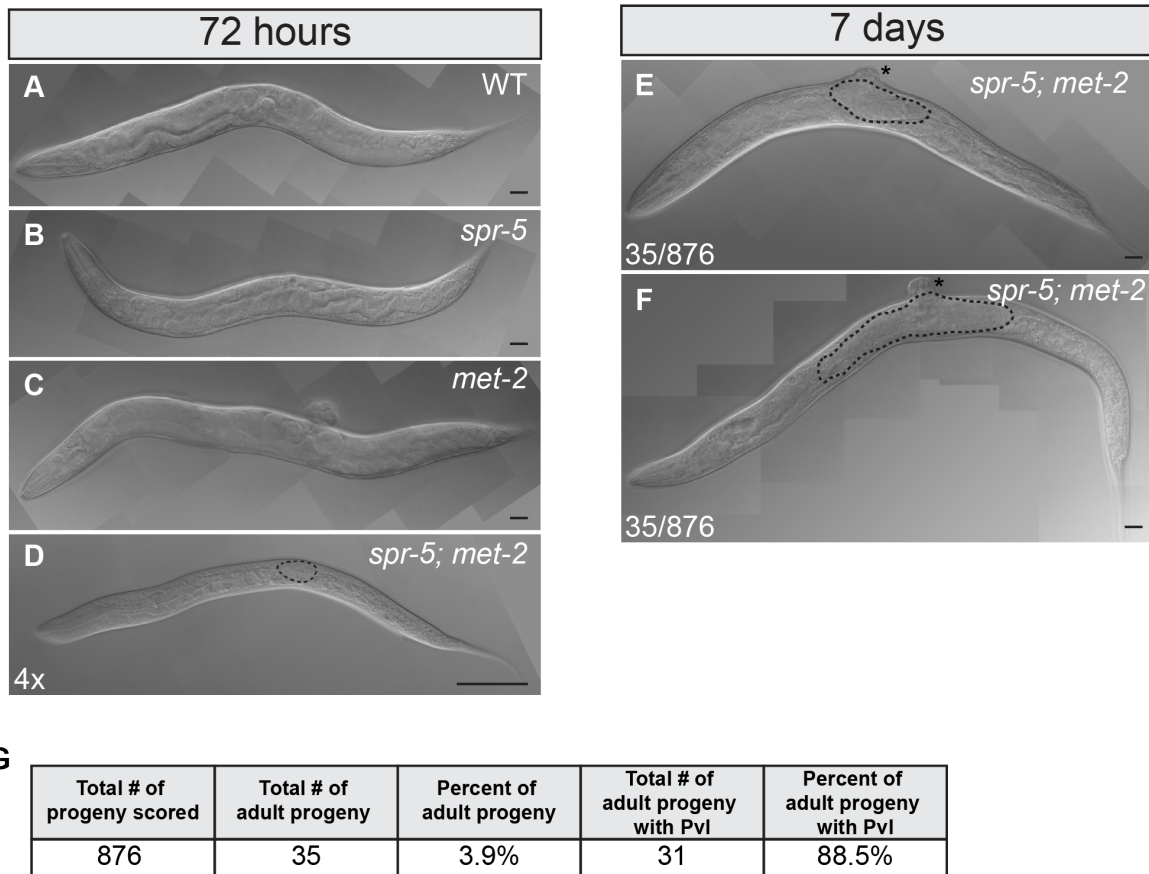 72 hours
A
WT
B
spr-5
C
met-2
D
spr-5; met-2
4x
7 days
E
*
spr-5; met-2
35/876
F
*
spr-5; met-2
35/876
G
Total # of
progeny scored
Total # of
adult progeny
Percent of
adult progeny
Total # of
adult progeny
with Pvl
Percent of
adult progeny
with Pvl
876
35
3.9%
31
88.5%